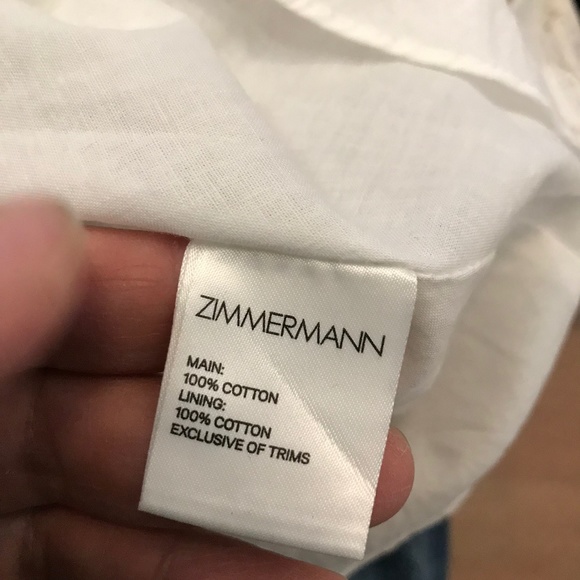 ZIMMERMANN
MAIN:
100% COTTON
LINING:
100% COTTON
EXCLUSIVE OF TRIMS